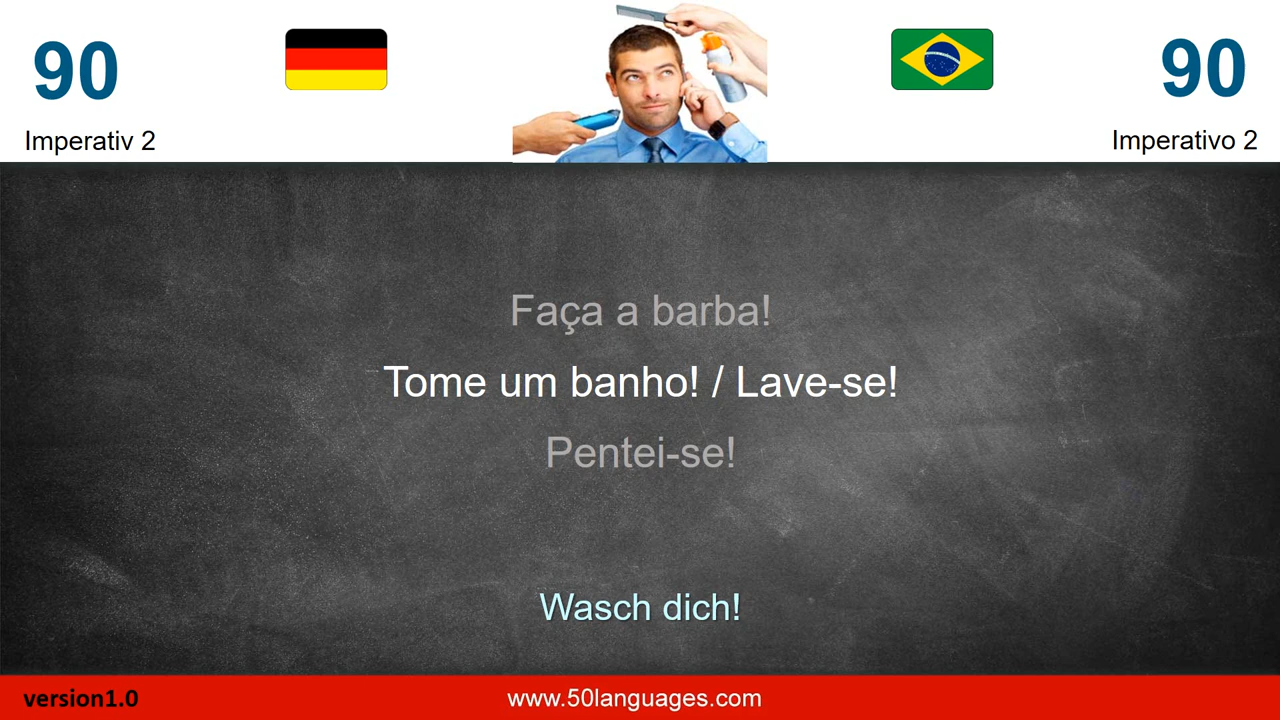 90
90
Imperativ 2
Imperativo 2
Faça a barba!
Tome um banho! / Lave-se!
Pentei-se!
Wasch dich!
version1.0
www.50languages.com